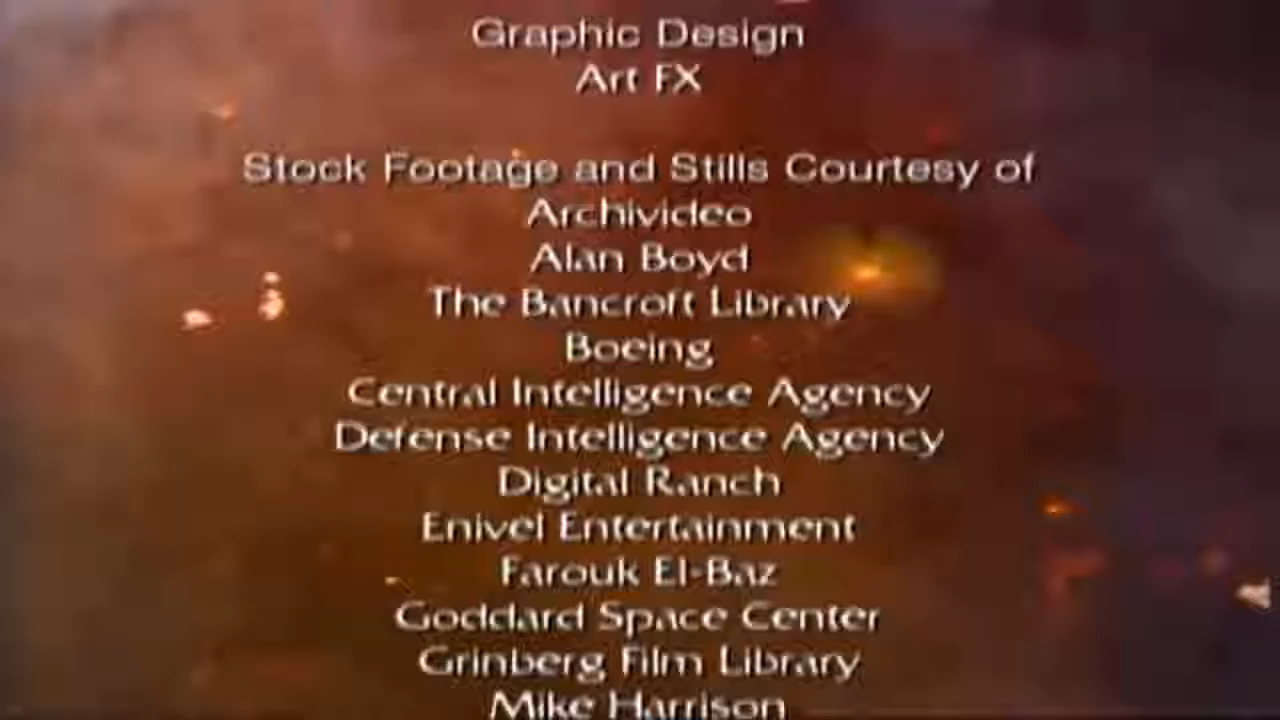 Graphic Design
Art FX
Stock Footage and Stills Courtesy of
Archivideo
Alan Boyd
The Bancroft Library
Boeing
Central Intelligence Agency
Defense Intelligence Agency
Digital Ranch
Enivel Entertainment
Farouk El-Baz
Goddard Space Center
Grinberg Film Library
Mike Harrison